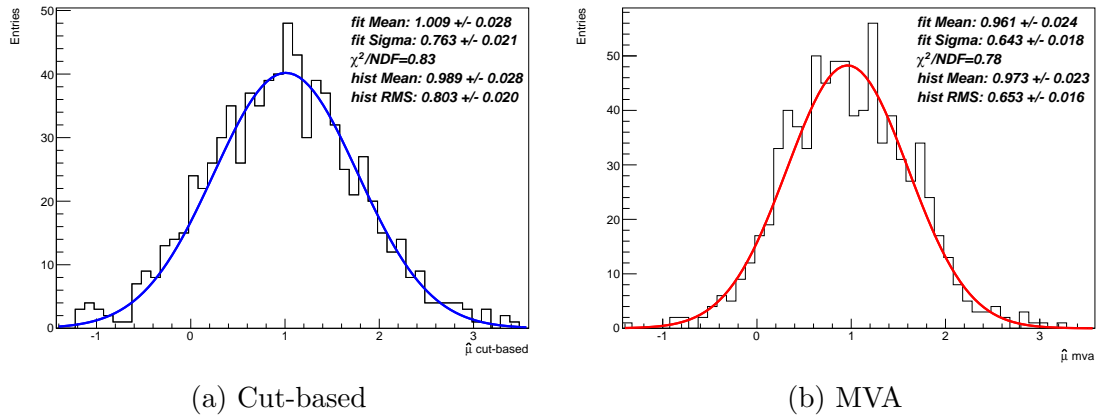 Entries
50
40
30
20
10
0
-1
0
1
2
3
μ̂ cut-based
fit Mean: 1.009 +/- 0.028
fit Sigma: 0.763 +/- 0.021
χ²/NDF=0.83
hist Mean: 0.989 +/- 0.028
hist RMS: 0.803 +/- 0.020
(a) Cut-based
Entries
60
50
40
30
20
10
0
-1
0
1
2
3
μ̂ mva
fit Mean: 0.961 +/- 0.024
fit Sigma: 0.643 +/- 0.018
χ²/NDF=0.78
hist Mean: 0.973 +/- 0.023
hist RMS: 0.653 +/- 0.016
(b) MVA